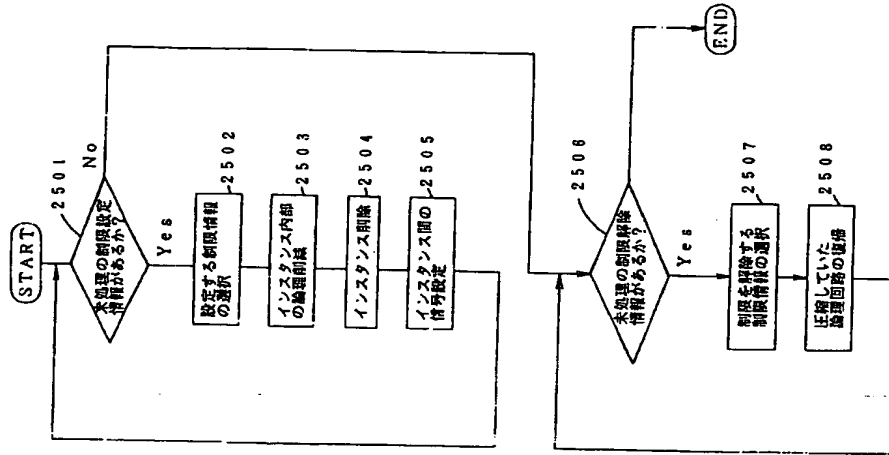 START
2501
未処理の制限設定
情報があるか?
No
Yes
2502
設定する制限情報
の選択
2503
インスタンス内部
の論理削減
2504
インスタンス削除
2505
インスタンス間の
信号設定
2506
未処理の制限解除
情報があるか?
END
Yes
2507
制限を解除する
制限情報の選択
2508
圧縮していた
論理回路の復帰